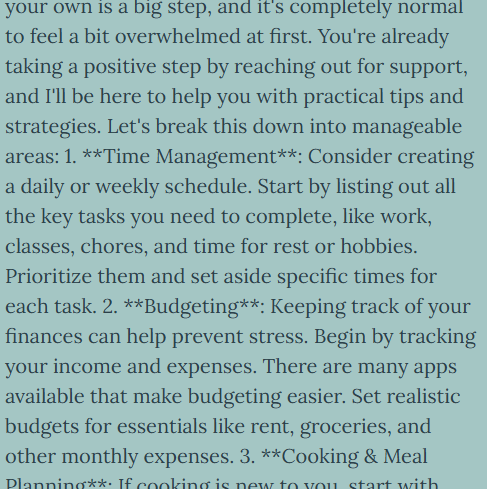 your own is a big step, and it's completely normal
to feel a bit overwhelmed at first. You're already
taking a positive step by reaching out for support,
and I'll be here to help you with practical tips and
strategies. Let's break this down into manageable
areas: 1. **Time Management**: Consider creating
a daily or weekly schedule. Start by listing out all
the key tasks you need to complete, like work,
classes, chores, and time for rest or hobbies.
Prioritize them and set aside specific times for
each task. 2. **Budgeting**: Keeping track of your
finances can help prevent stress. Begin by tracking
your income and expenses. There are many apps
available that make budgeting easier. Set realistic
budgets for essentials like rent, groceries, and
other monthly expenses. 3. **Cooking & Meal
Planning**: If cooking is new to you, start with